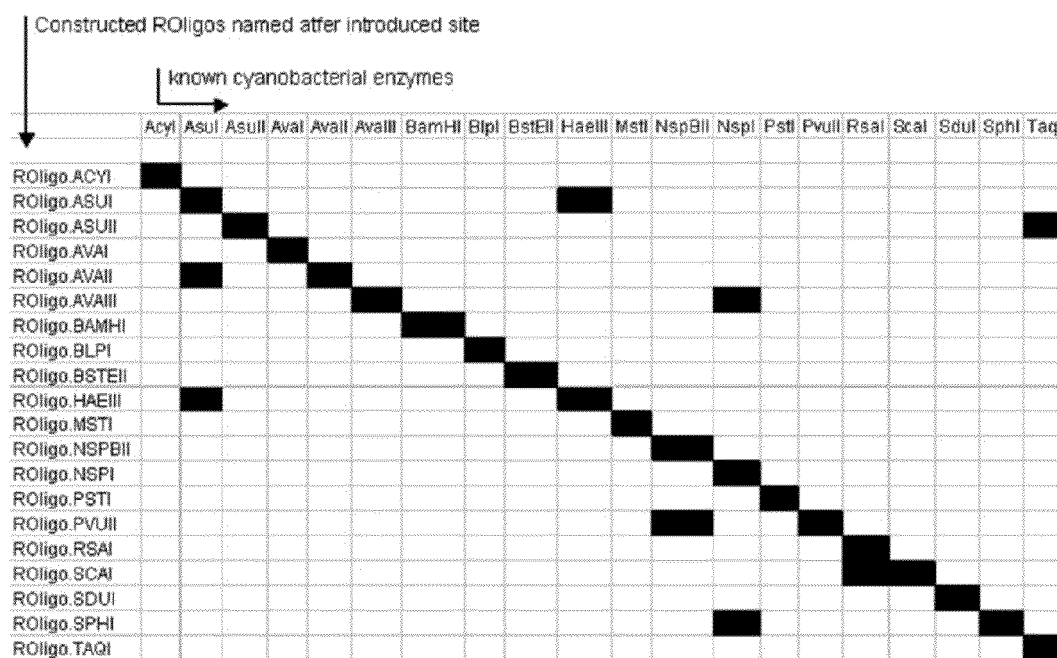 Constructed ROligos named after introduced site
known cyanobacterial enzymes
AcyI AsuI AsuII AvaI AvaII AvaIII BamHI BlpI BstEII HaeIII MstI NspBII NspI PstI PvuII RsaI ScaI SduI SphI Taq
ROligo.ACYI
ROligo.ASUI
ROligo.ASUII
ROligo.AVAI
ROligo.AVAII
ROligo.AVAIII
ROligo.BAMHI
ROligo.BLPI
ROligo.BSTEII
ROligo.HAEIII
ROligo.MSTI
ROligo.NSPBII
ROligo.NSPI
ROligo.PSTI
ROligo.PVUII
ROligo.RSAI
ROligo.SCAI
ROligo.SDUI
ROligo.SPHI
ROligo.TAQI